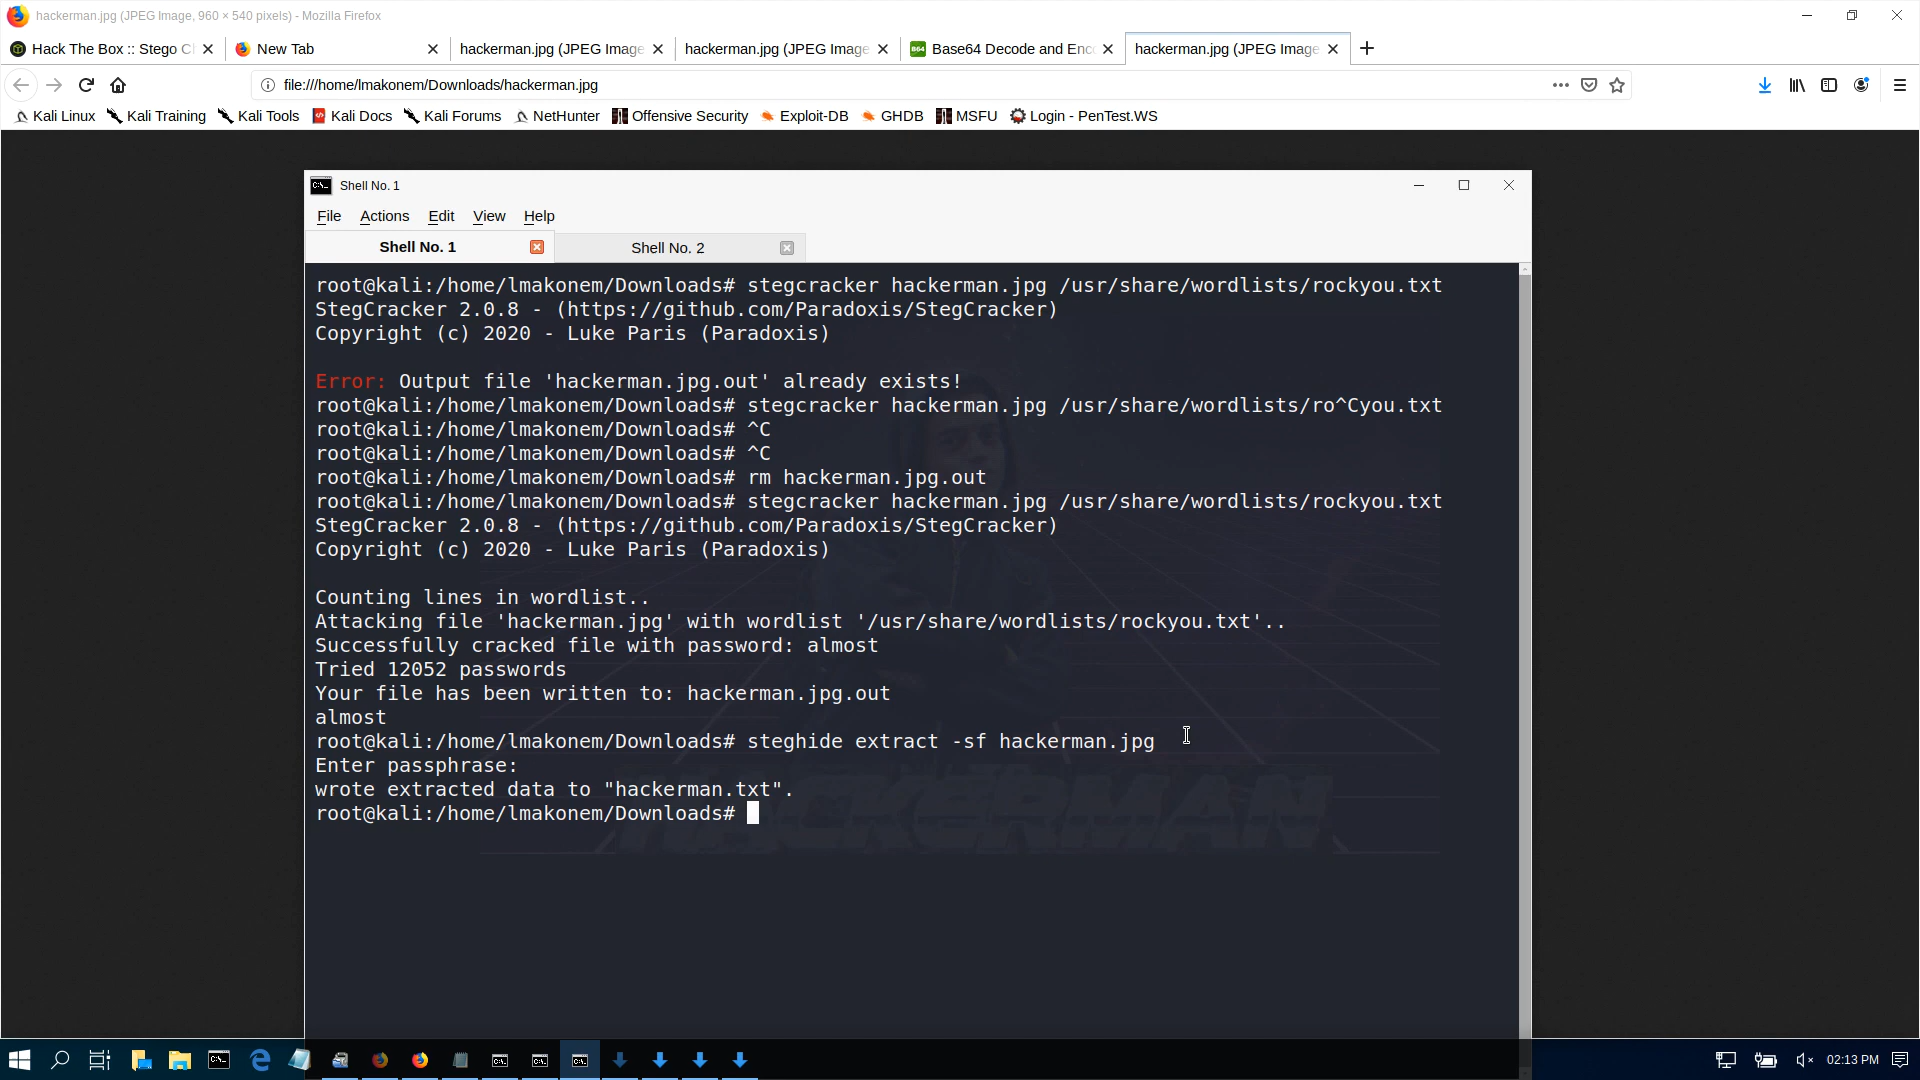 hackerman.jpg (JPEG Image, 960 × 540 pixels) - Mozilla Firefox
Hack The Box :: Stego C
New Tab
hackerman.jpg (JPEG Image
hackerman.jpg (JPEG Image
B64 Base64 Decode and Enc
hackerman.jpg (JPEG Image
file:///home/lmakonem/Downloads/hackerman.jpg
Kali Linux Kali Training Kali Tools Kali Docs Kali Forums NetHunter Offensive Security Exploit-DB GHDB MSFU Login - PenTest.WS
Shell No. 1
File Actions Edit View Help
Shell No. 1 Shell No. 2
root@kali:/home/lmakonem/Downloads# stegcracker hackerman.jpg /usr/share/wordlists/rockyou.txt
StegCracker 2.0.8 - (https://github.com/Paradoxis/StegCracker)
Copyright (c) 2020 - Luke Paris (Paradoxis)
Error: Output file 'hackerman.jpg.out' already exists!
root@kali:/home/lmakonem/Downloads# stegcracker hackerman.jpg /usr/share/wordlists/ro^Cyou.txt
root@kali:/home/lmakonem/Downloads# ^C
root@kali:/home/lmakonem/Downloads# ^C
root@kali:/home/lmakonem/Downloads# rm hackerman.jpg.out
root@kali:/home/lmakonem/Downloads# stegcracker hackerman.jpg /usr/share/wordlists/rockyou.txt
StegCracker 2.0.8 - (https://github.com/Paradoxis/StegCracker)
Copyright (c) 2020 - Luke Paris (Paradoxis)
Counting lines in wordlist..
Attacking file 'hackerman.jpg' with wordlist '/usr/share/wordlists/rockyou.txt'..
Successfully cracked file with password: almost
Tried 12052 passwords
Your file has been written to: hackerman.jpg.out
almost
root@kali:/home/lmakonem/Downloads# steghide extract -sf hackerman.jpg
Enter passphrase:
wrote extracted data to "hackerman.txt".
root@kali:/home/lmakonem/Downloads#
HACKERMAN
02:13 PM